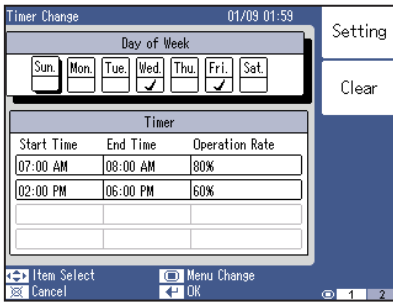 Timer Change 01/09 01:59
Setting
Clear
Day of Week
Sun. Mon. Tue. Wed. Thu. Fri. Sat.
Timer
Start Time End Time Operation Rate
07:00 AM 08:00 AM 80%
02:00 PM 06:00 PM 60%
Item Select Menu Change
Cancel OK
1 2